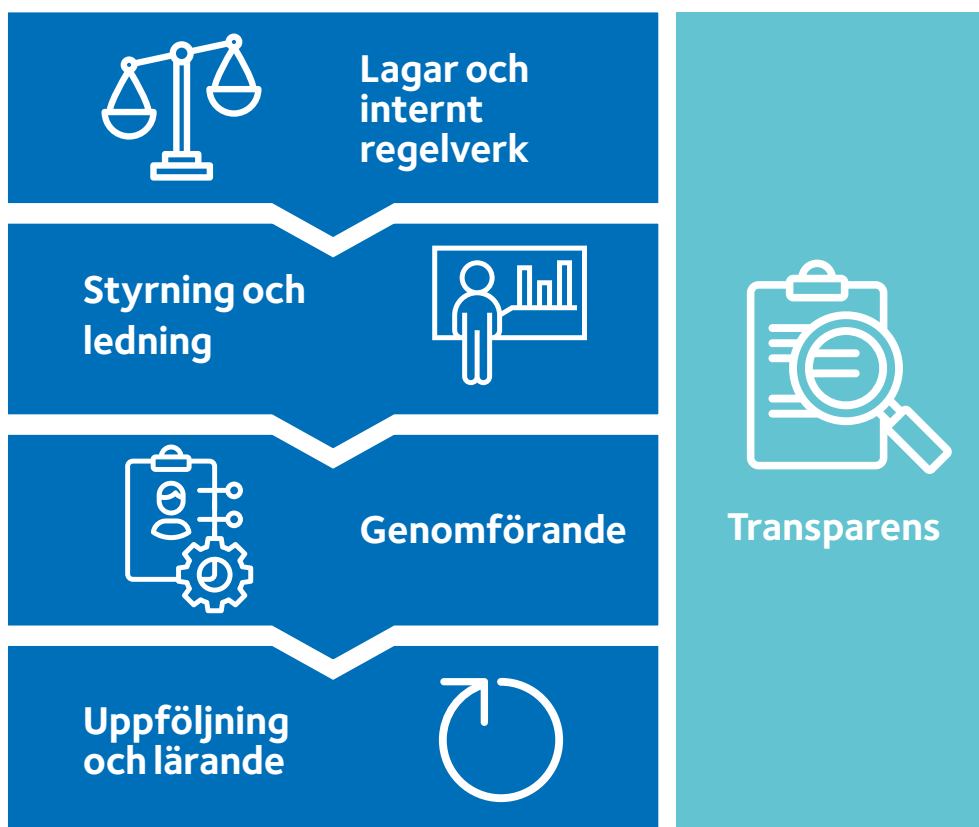 Lagar och
internt
regelverk
Styrning och
ledning
Genomförande
Uppföljning
och lärande
Transparens